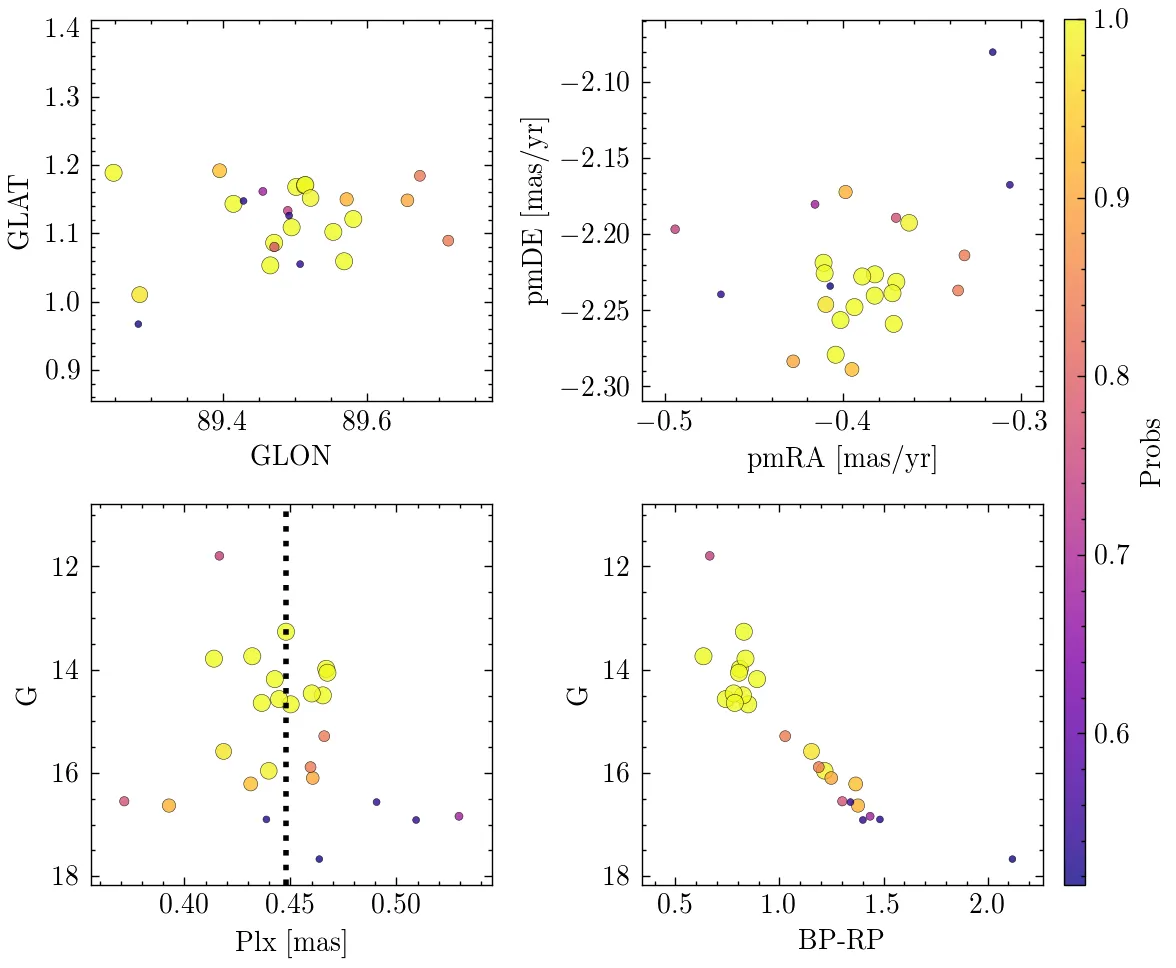 1.4
1.3
1.2
1.1
1.0
0.9
GLAT
89.4 89.6
GLON
−2.10
−2.15
−2.20
−2.25
−2.30
pmDE [mas/yr]
−0.5 −0.4 −0.3
pmRA [mas/yr]
1.0
0.9
0.8
0.7
0.6
Probs
12
14
16
18
G
0.40 0.45 0.50
Plx [mas]
12
14
16
18
G
0.5 1.0 1.5 2.0
BP-RP